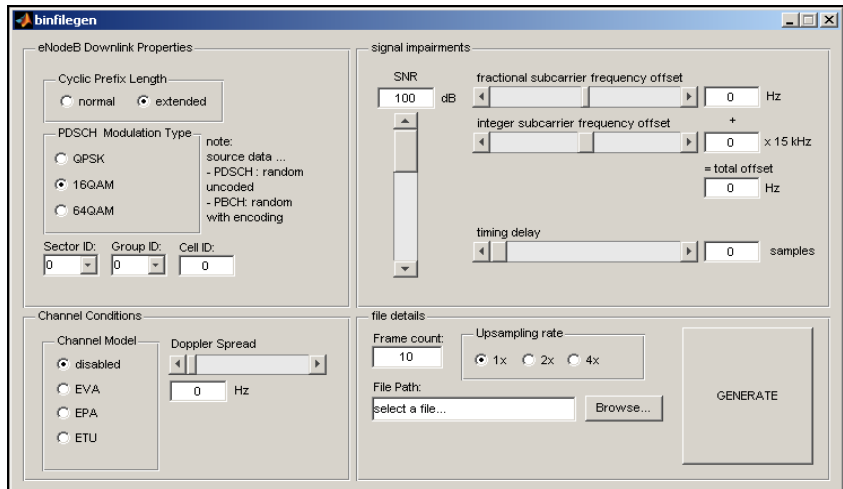 binfilegen
eNodeB Downlink Properties
Cyclic Prefix Length
normal extended
PDSCH Modulation Type
QPSK
16QAM
64QAM
note:
source data ...
- PDSCH : random
uncoded
- PBCH: random
with encoding
Sector ID: Group ID: Cell ID:
0 0 0
signal impairments
SNR
100 dB
fractional subcarrier frequency offset
0 Hz
integer subcarrier frequency offset +
0 x 15 kHz
= total offset
0 Hz
timing delay
0 samples
Channel Conditions
Channel Model
disabled
EVA
EPA
ETU
Doppler Spread
0 Hz
file details
Frame count:
10
Upsampling rate
1x 2x 4x
File Path:
select a file... Browse...
GENERATE